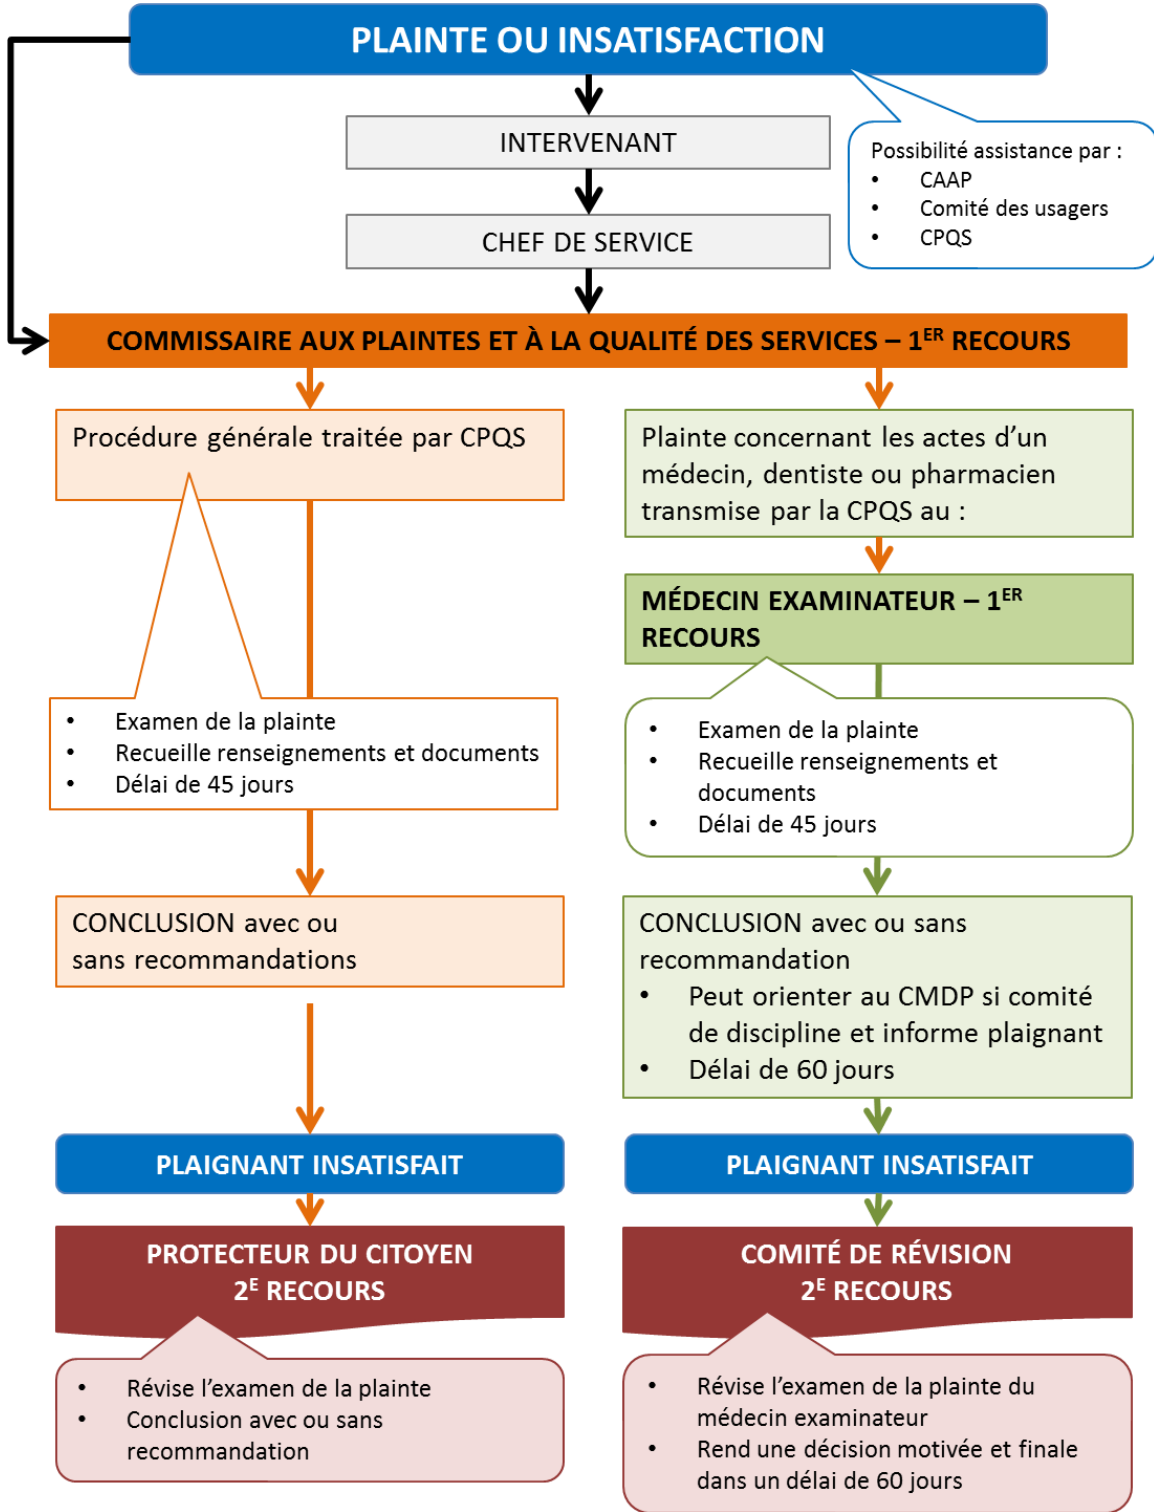 PLAINTE OU INSATISFACTION
INTERVENANT
Possibilité assistance par :
• CAAP
• Comité des usagers
• CPQS
CHEF DE SERVICE
COMMISSAIRE AUX PLAINTES ET À LA QUALITÉ DES SERVICES – 1ER RECOURS
Procédure générale traitée par CPQS
• Examen de la plainte
• Recueille renseignements et documents
• Délai de 45 jours
CONCLUSION avec ou
sans recommandations
PLAIGNANT INSATISFAIT
PROTECTEUR DU CITOYEN
2E RECOURS
• Révise l’examen de la plainte
• Conclusion avec ou sans
recommandation
Plainte concernant les actes d’un
médecin, dentiste ou pharmacien
transmise par la CPQS au :
MÉDECIN EXAMINATEUR – 1ER
RECOURS
• Examen de la plainte
• Recueille renseignements et
documents
• Délai de 45 jours
CONCLUSION avec ou sans
recommandation
• Peut orienter au CMDP si comité
de discipline et informe plaignant
• Délai de 60 jours
PLAIGNANT INSATISFAIT
COMITÉ DE RÉVISION
2E RECOURS
• Révise l’examen de la plainte du
médecin examinateur
• Rend une décision motivée et finale
dans un délai de 60 jours